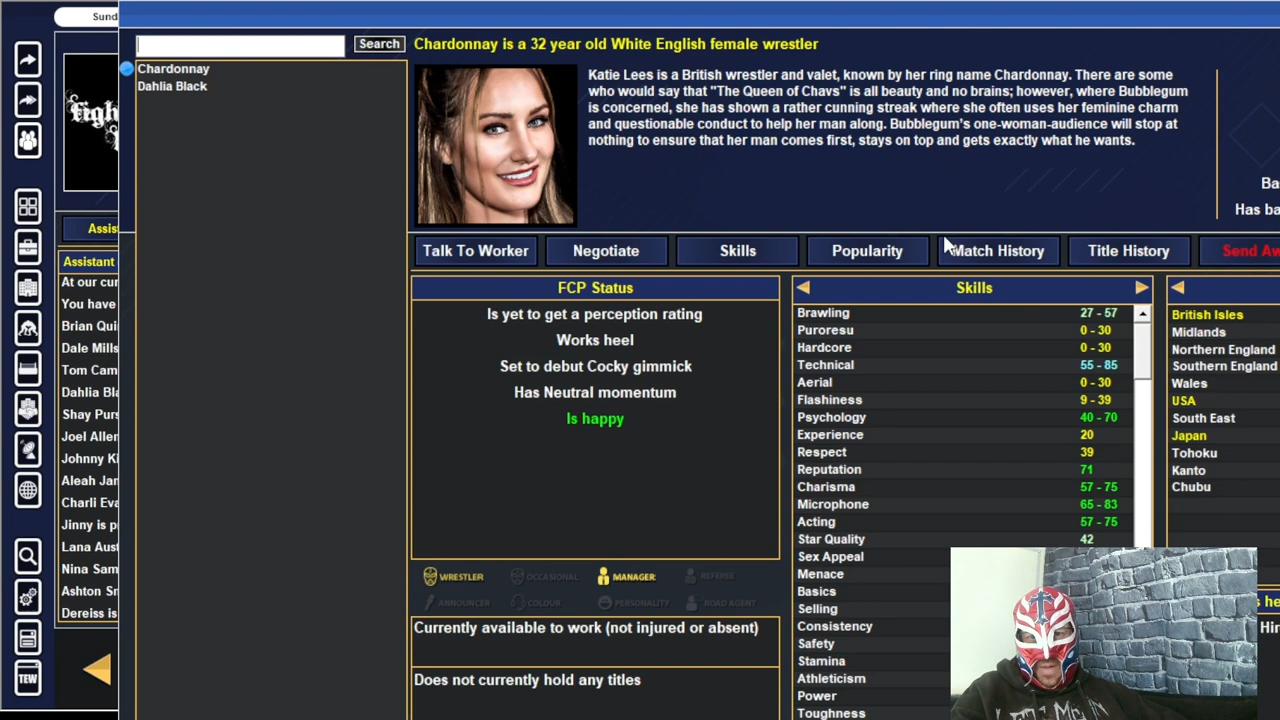 Sund
Search
Chardonnay is a 32 year old White English female wrestler
Chardonnay
Dahlia Black
Katie Lees is a British wrestler and valet, known by her ring name Chardonnay. There are some
who would say that "The Queen of Chavs" is all beauty and no brains; however, where Bubblegum
is concerned, she has shown a rather cunning streak where she often uses her feminine charm
and questionable conduct to help her man along. Bubblegum's one-woman-audience will stop at
nothing to ensure that her man comes first, stays on top and gets exactly what he wants.
Ba
Has ba
Assis
Talk To Worker
Negotiate
Skills
Popularity
Match History
Title History
Send Aw
Assistant
At our cur
You have
Brian Qui
Dale Mills
Tom Cam
Dahlia Bla
Shay Purs
Joel Aller
Johnny Ki
Aleah Jar
Charli Eva
Jinny is p
Lana Aust
Nina Sam
Ashton Sr
Dereiss is
TEW
FCP Status
Is yet to get a perception rating
Works heel
Set to debut Cocky gimmick
Has Neutral momentum
Is happy
WRESTLER
OCCASIONAL
MANAGER
REFEREE
ANNOUNCER
COLOUR
PERSONALITY
ROAD AGENT
Currently available to work (not injured or absent)
Does not currently hold any titles
Skills
Brawling 27 - 57
Puroresu 0 - 30
Hardcore 0 - 30
Technical 55 - 85
Aerial 0 - 30
Flashiness 9 - 39
Psychology 40 - 70
Experience 20
Respect 39
Reputation 71
Charisma 57 - 75
Microphone 65 - 83
Acting 57 - 75
Star Quality 42
Sex Appeal
Menace
Basics
Selling
Consistency
Safety
Stamina
Athleticism
Power
Toughness
British Isles
Midlands
Northern England
Southern England
Wales
USA
South East
Japan
Tohoku
Kanto
Chubu
s he
Hir